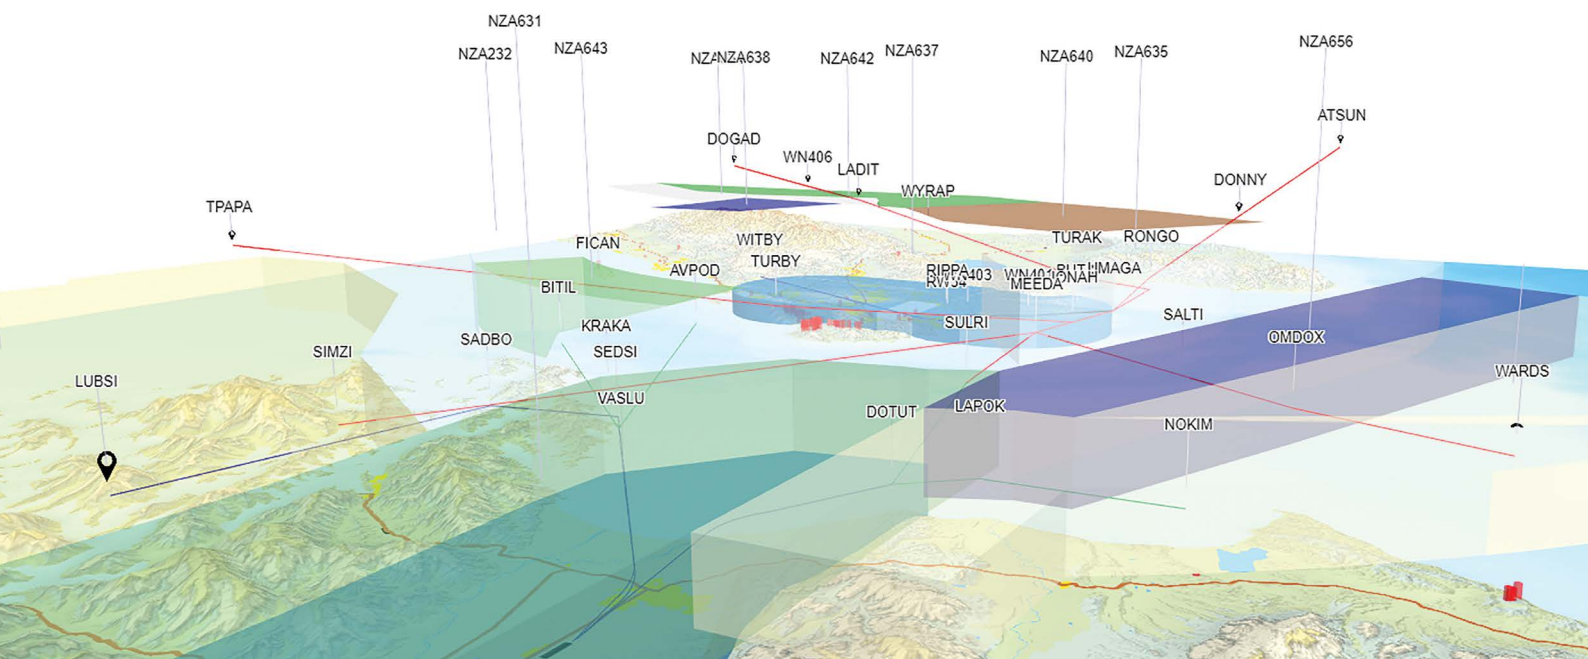 NZA631
NZA232
NZA643
NZA638
NZA642
NZA637
NZA640
NZA635
NZA656
ATSUN
DOGAD
WN406
LADIT
WYRAP
DONNY
TPAPA
FICAN
WITBY
TURBY
AVPOD
TURAK
RONGO
RIPPA
MEEDA
BITIL
SALTI
KRAKA
SULRI
SADBO
SEDSI
SIMZI
OMDOX
LUBSI
WARDS
VASLU
DOTUT
LAPOK
NOKIM